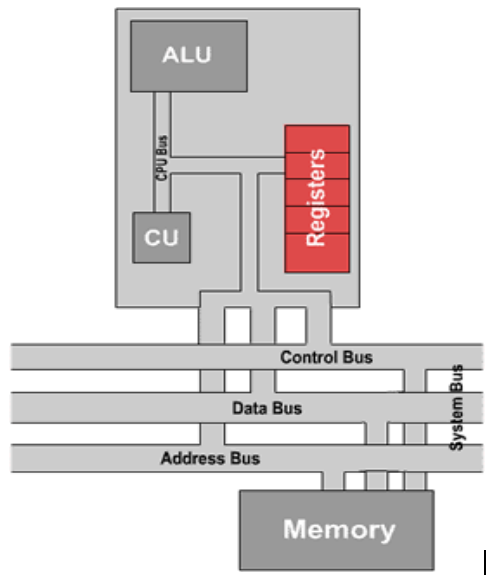 ALU
CPU Bus
Registers
CU
Control Bus
Data Bus
System Bus
Address Bus
Memory